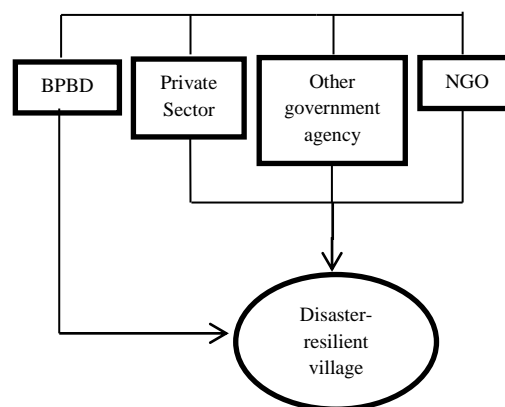 BPBD
Private
Sector
Other
government
agency
NGO
Disaster-
resilient
village